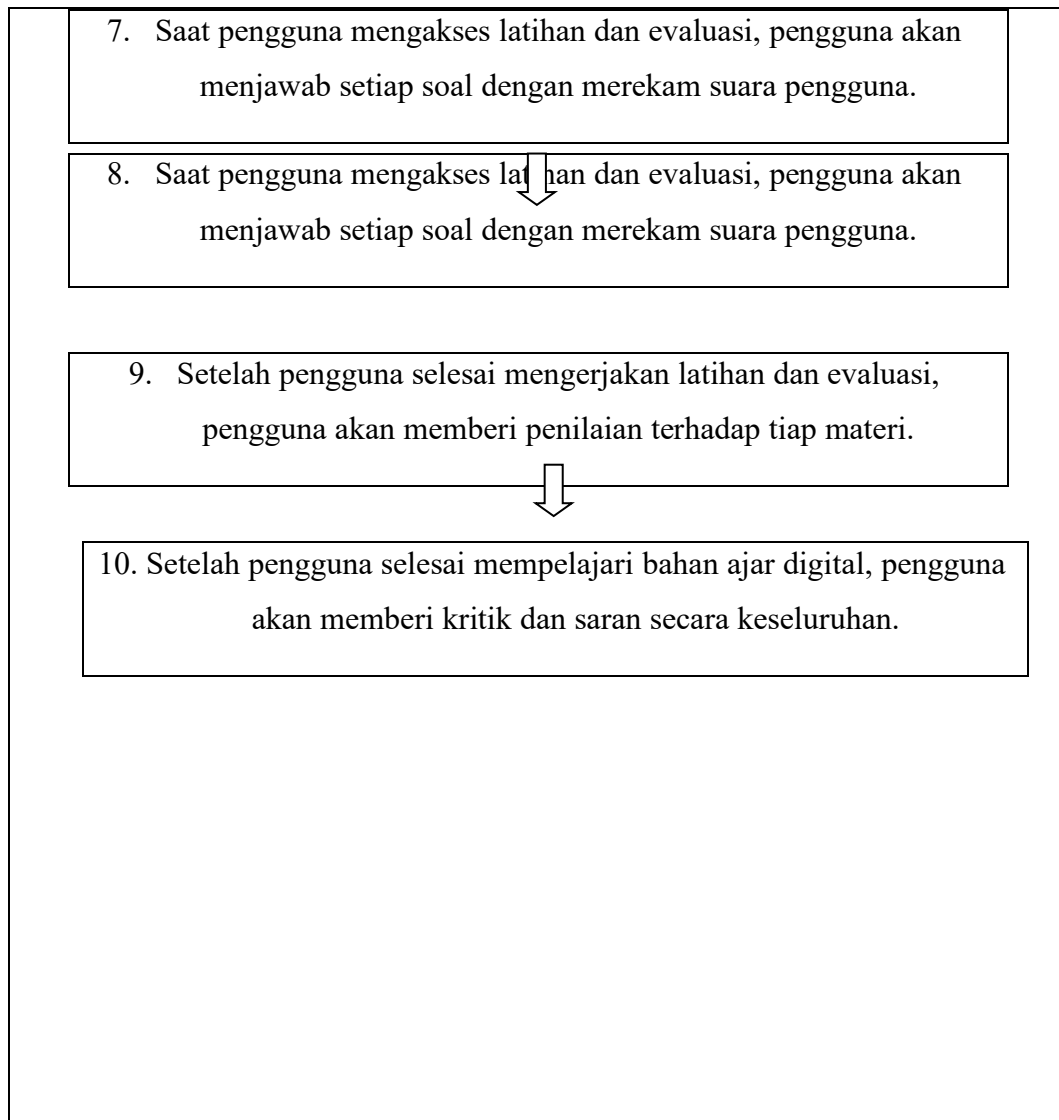 7. Saat pengguna mengakses latihan dan evaluasi, pengguna akan
menjawab setiap soal dengan merekam suara pengguna.
8. Saat pengguna mengakses latihan dan evaluasi, pengguna akan
menjawab setiap soal dengan merekam suara pengguna.
9. Setelah pengguna selesai mengerjakan latihan dan evaluasi,
pengguna akan memberi penilaian terhadap tiap materi.
10. Setelah pengguna selesai mempelajari bahan ajar digital, pengguna
akan memberi kritik dan saran secara keseluruhan.